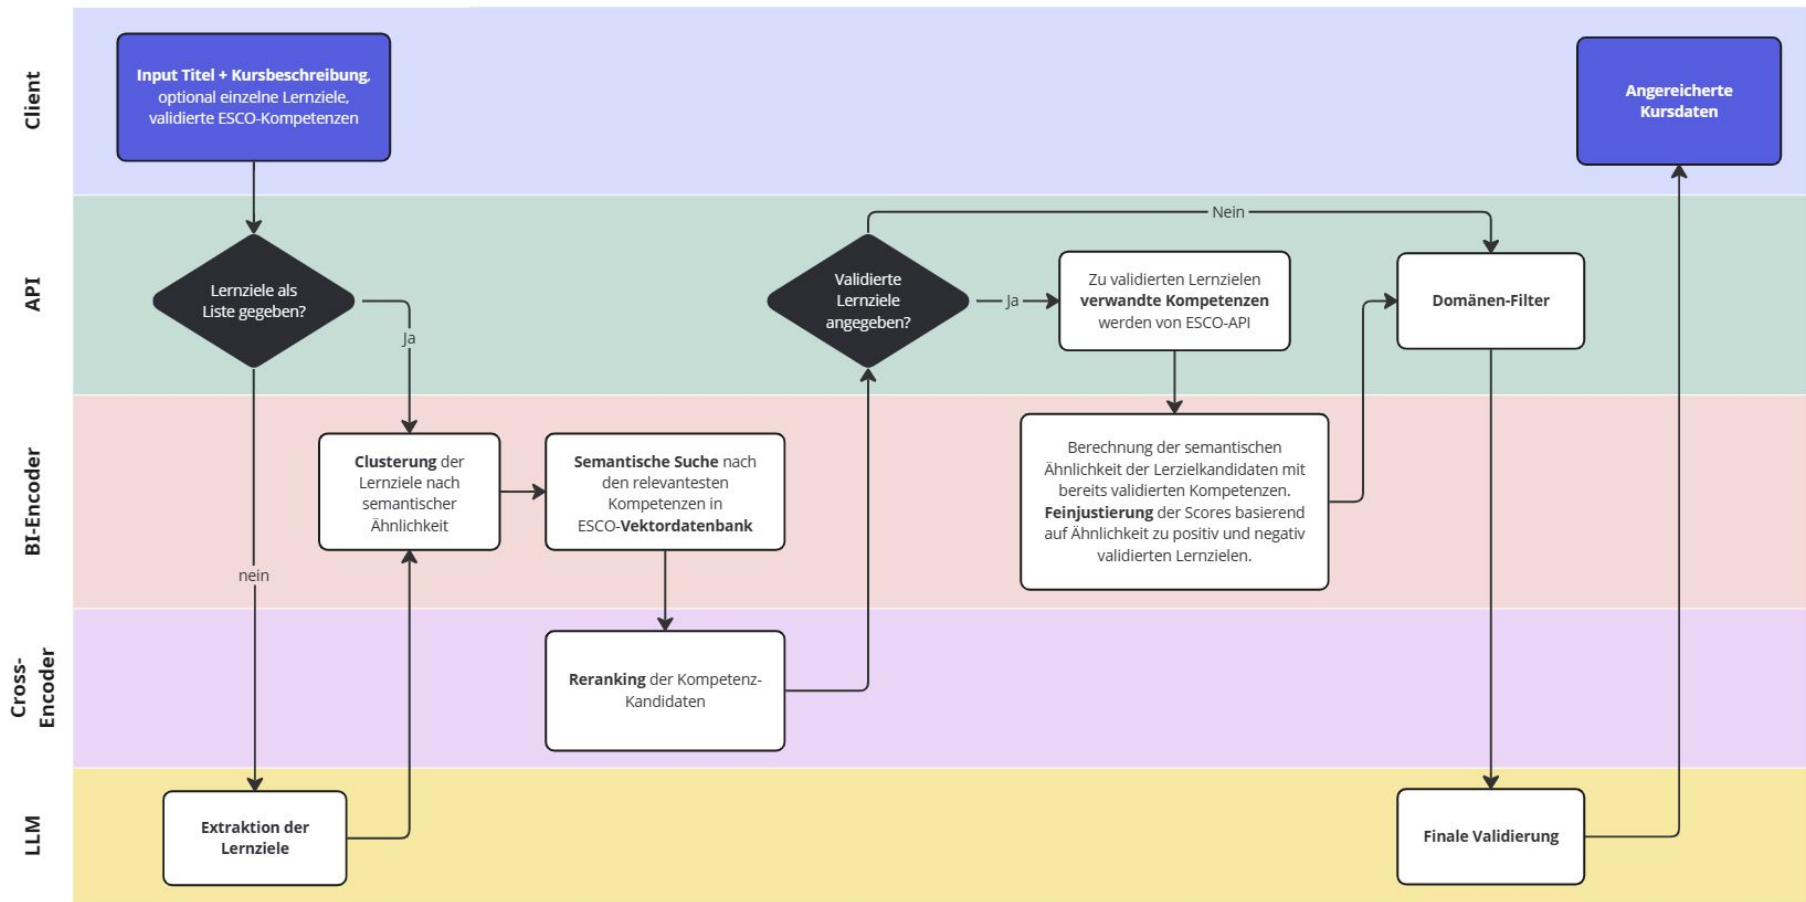 Client
Input Titel + Kursbeschreibung,
optional einzelne Lernziele,
validierte ESCO-Kompetenzen
Angereicherte
Kursdaten
API
Lernziele als
Liste gegeben?
Ja
nein
Validierte
Lernziele
angegeben?
Nein
Ja
Zu validierten Lernzielen
verwandte Kompetenzen
werden von ESCO-API
Domänen-Filter
BI-Encoder
Clusterung der
Lernziele nach
semantischer
Ähnlichkeit
Semantische Suche nach
den relevantesten
Kompetenzen in
ESCO-Vektordatenbank
Berechnung der semantischen
Ähnlichkeit der Lerzielkandidaten mit
bereits validierten Kompetenzen.
Feinjustierung der Scores basierend
auf Ähnlichkeit zu positiv und negativ
validierten Lernzielen.
Cross-
Encoder
Reranking der Kompetenz-
Kandidaten
LLM
Extraktion der
Lernziele
Finale Validierung